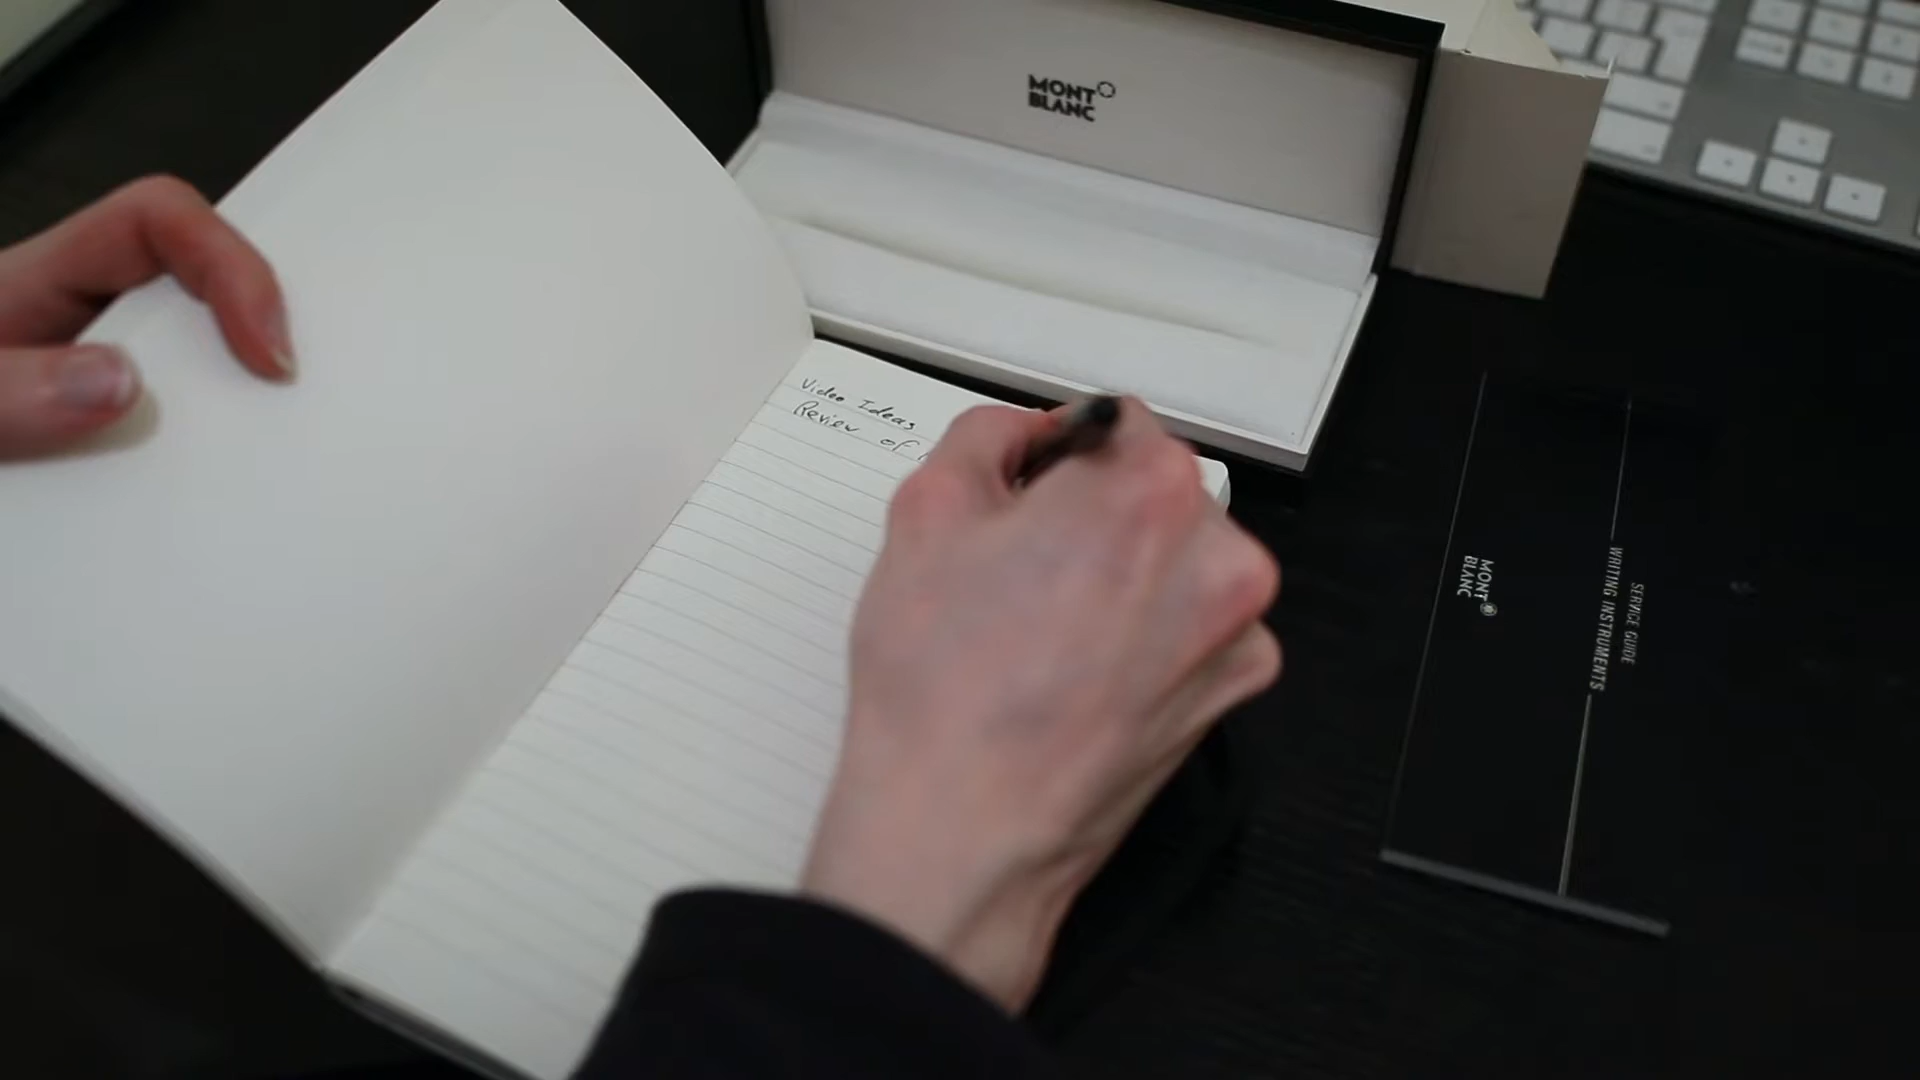 MONT
BLANC
Video Ideas
Review of
MONT
BLANC
SERVICE GUIDE
WRITING INSTRUMENTS